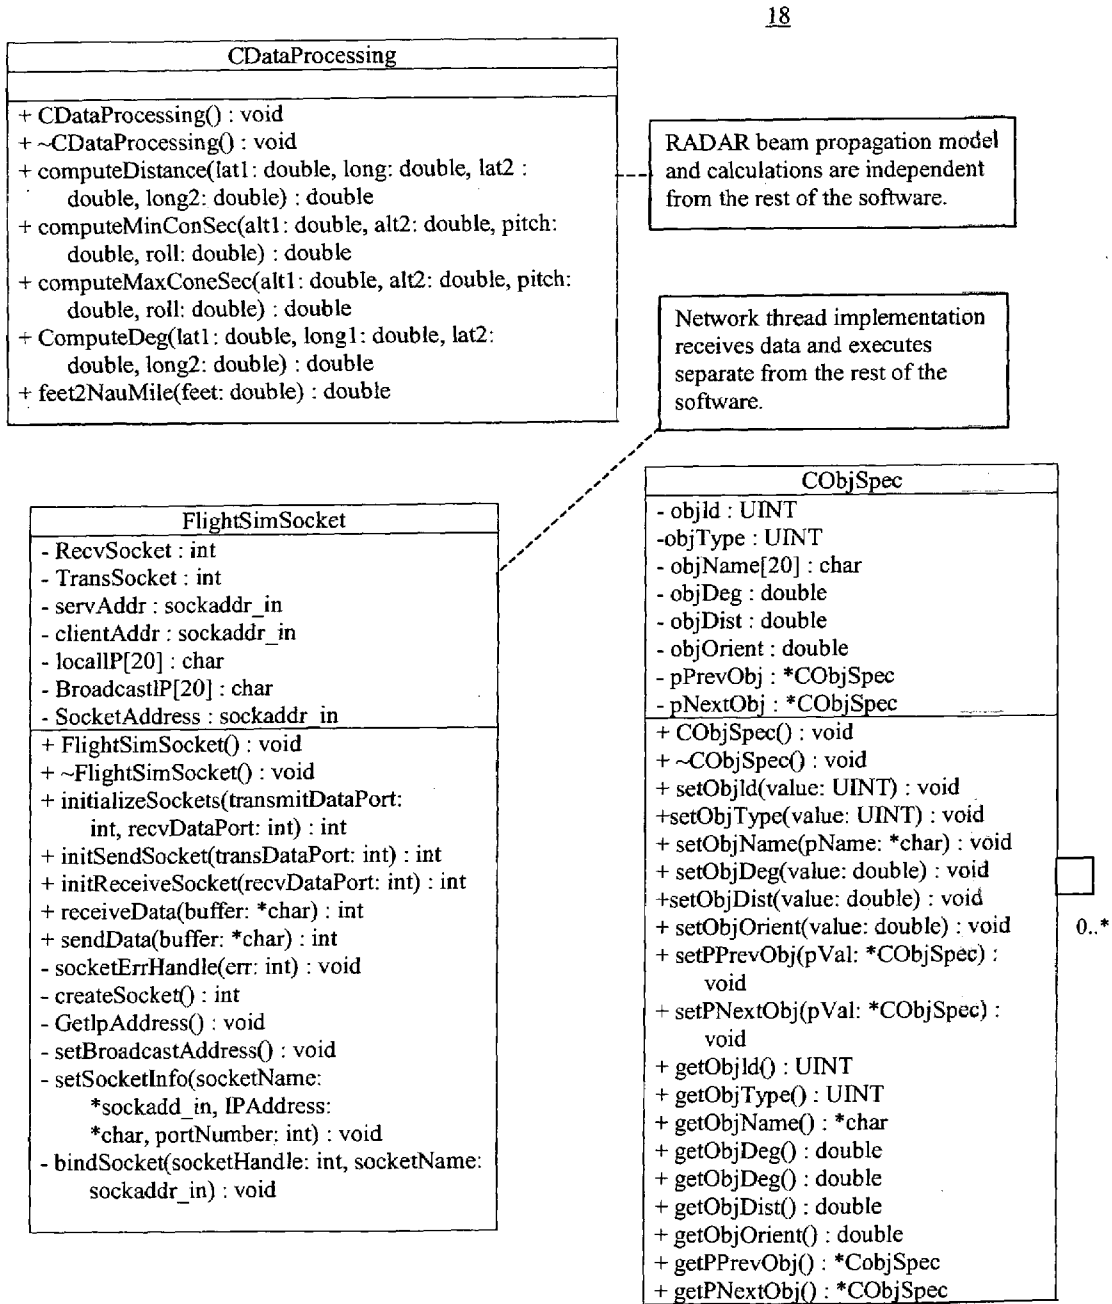 18
CDataProcessing
+ CDataProcessing() : void
+ ~CDataProcessing() : void
+ computeDistance(lat1: double, long: double, lat2 :
double, long2: double) : double
+ computeMinConSec(alt1: double, alt2: double, pitch:
double, roll: double) : double
+ computeMaxConeSec(alt1: double, alt2: double, pitch:
double, roll: double) : double
+ ComputeDeg(lat1: double, long1: double, lat2:
double, long2: double) : double
+ feet2NauMile(feet: double) : double
RADAR beam propagation model
and calculations are independent
from the rest of the software.
Network thread implementation
receives data and executes
separate from the rest of the
software.
FlightSimSocket
- RecvSocket : int
- TransSocket : int
- servAddr : sockaddr_in
- clientAddr : sockaddr_in
- localIP[20] : char
- BroadcastIP[20] : char
- SocketAddress : sockaddr_in
+ FlightSimSocket() : void
+ ~FlightSimSocket() : void
+ initializeSockets(transmitDataPort:
int, recvDataPort: int) : int
+ initSendSocket(transDataPort: int) : int
+ initReceiveSocket(recvDataPort: int) : int
+ receiveData(buffer: *char) : int
+ sendData(buffer: *char) : int
- socketErrHandle(err: int) : void
- createSocket() : int
- GetIpAddress() : void
- setBroadcastAddress() : void
- setSocketInfo(socketName:
*sockadd_in, IPAddress:
*char, portNumber: int) : void
- bindSocket(socketHandle: int, socketName:
sockaddr_in) : void
CObjSpec
- objId : UINT
-objType : UINT
- objName[20] : char
- objDeg : double
- objDist : double
- objOrient : double
- pPrevObj : *CObjSpec
- pNextObj : *CObjSpec
+ CObjSpec() : void
+ ~CObjSpec() : void
+ setObjId(value: UINT) : void
+setObjType(value: UINT) : void
+ setObjName(pName: *char) : void
+ setObjDeg(value: double) : void
+setObjDist(value: double) : void
+ setObjOrient(value: double) : void
+ setPPrevObj(pVal: *CObjSpec) :
void
+ setPNextObj(pVal: *CObjSpec) :
void
+ getObjId() : UINT
+ getObjType() : UINT
+ getObjName() : *char
+ getObjDeg() : double
+ getObjDeg() : double
+ getObjDist() : double
+ getObjOrient() : double
+ getPPrevObj() : *CobjSpec
+ getPNextObj() : *CObjSpec
0..*